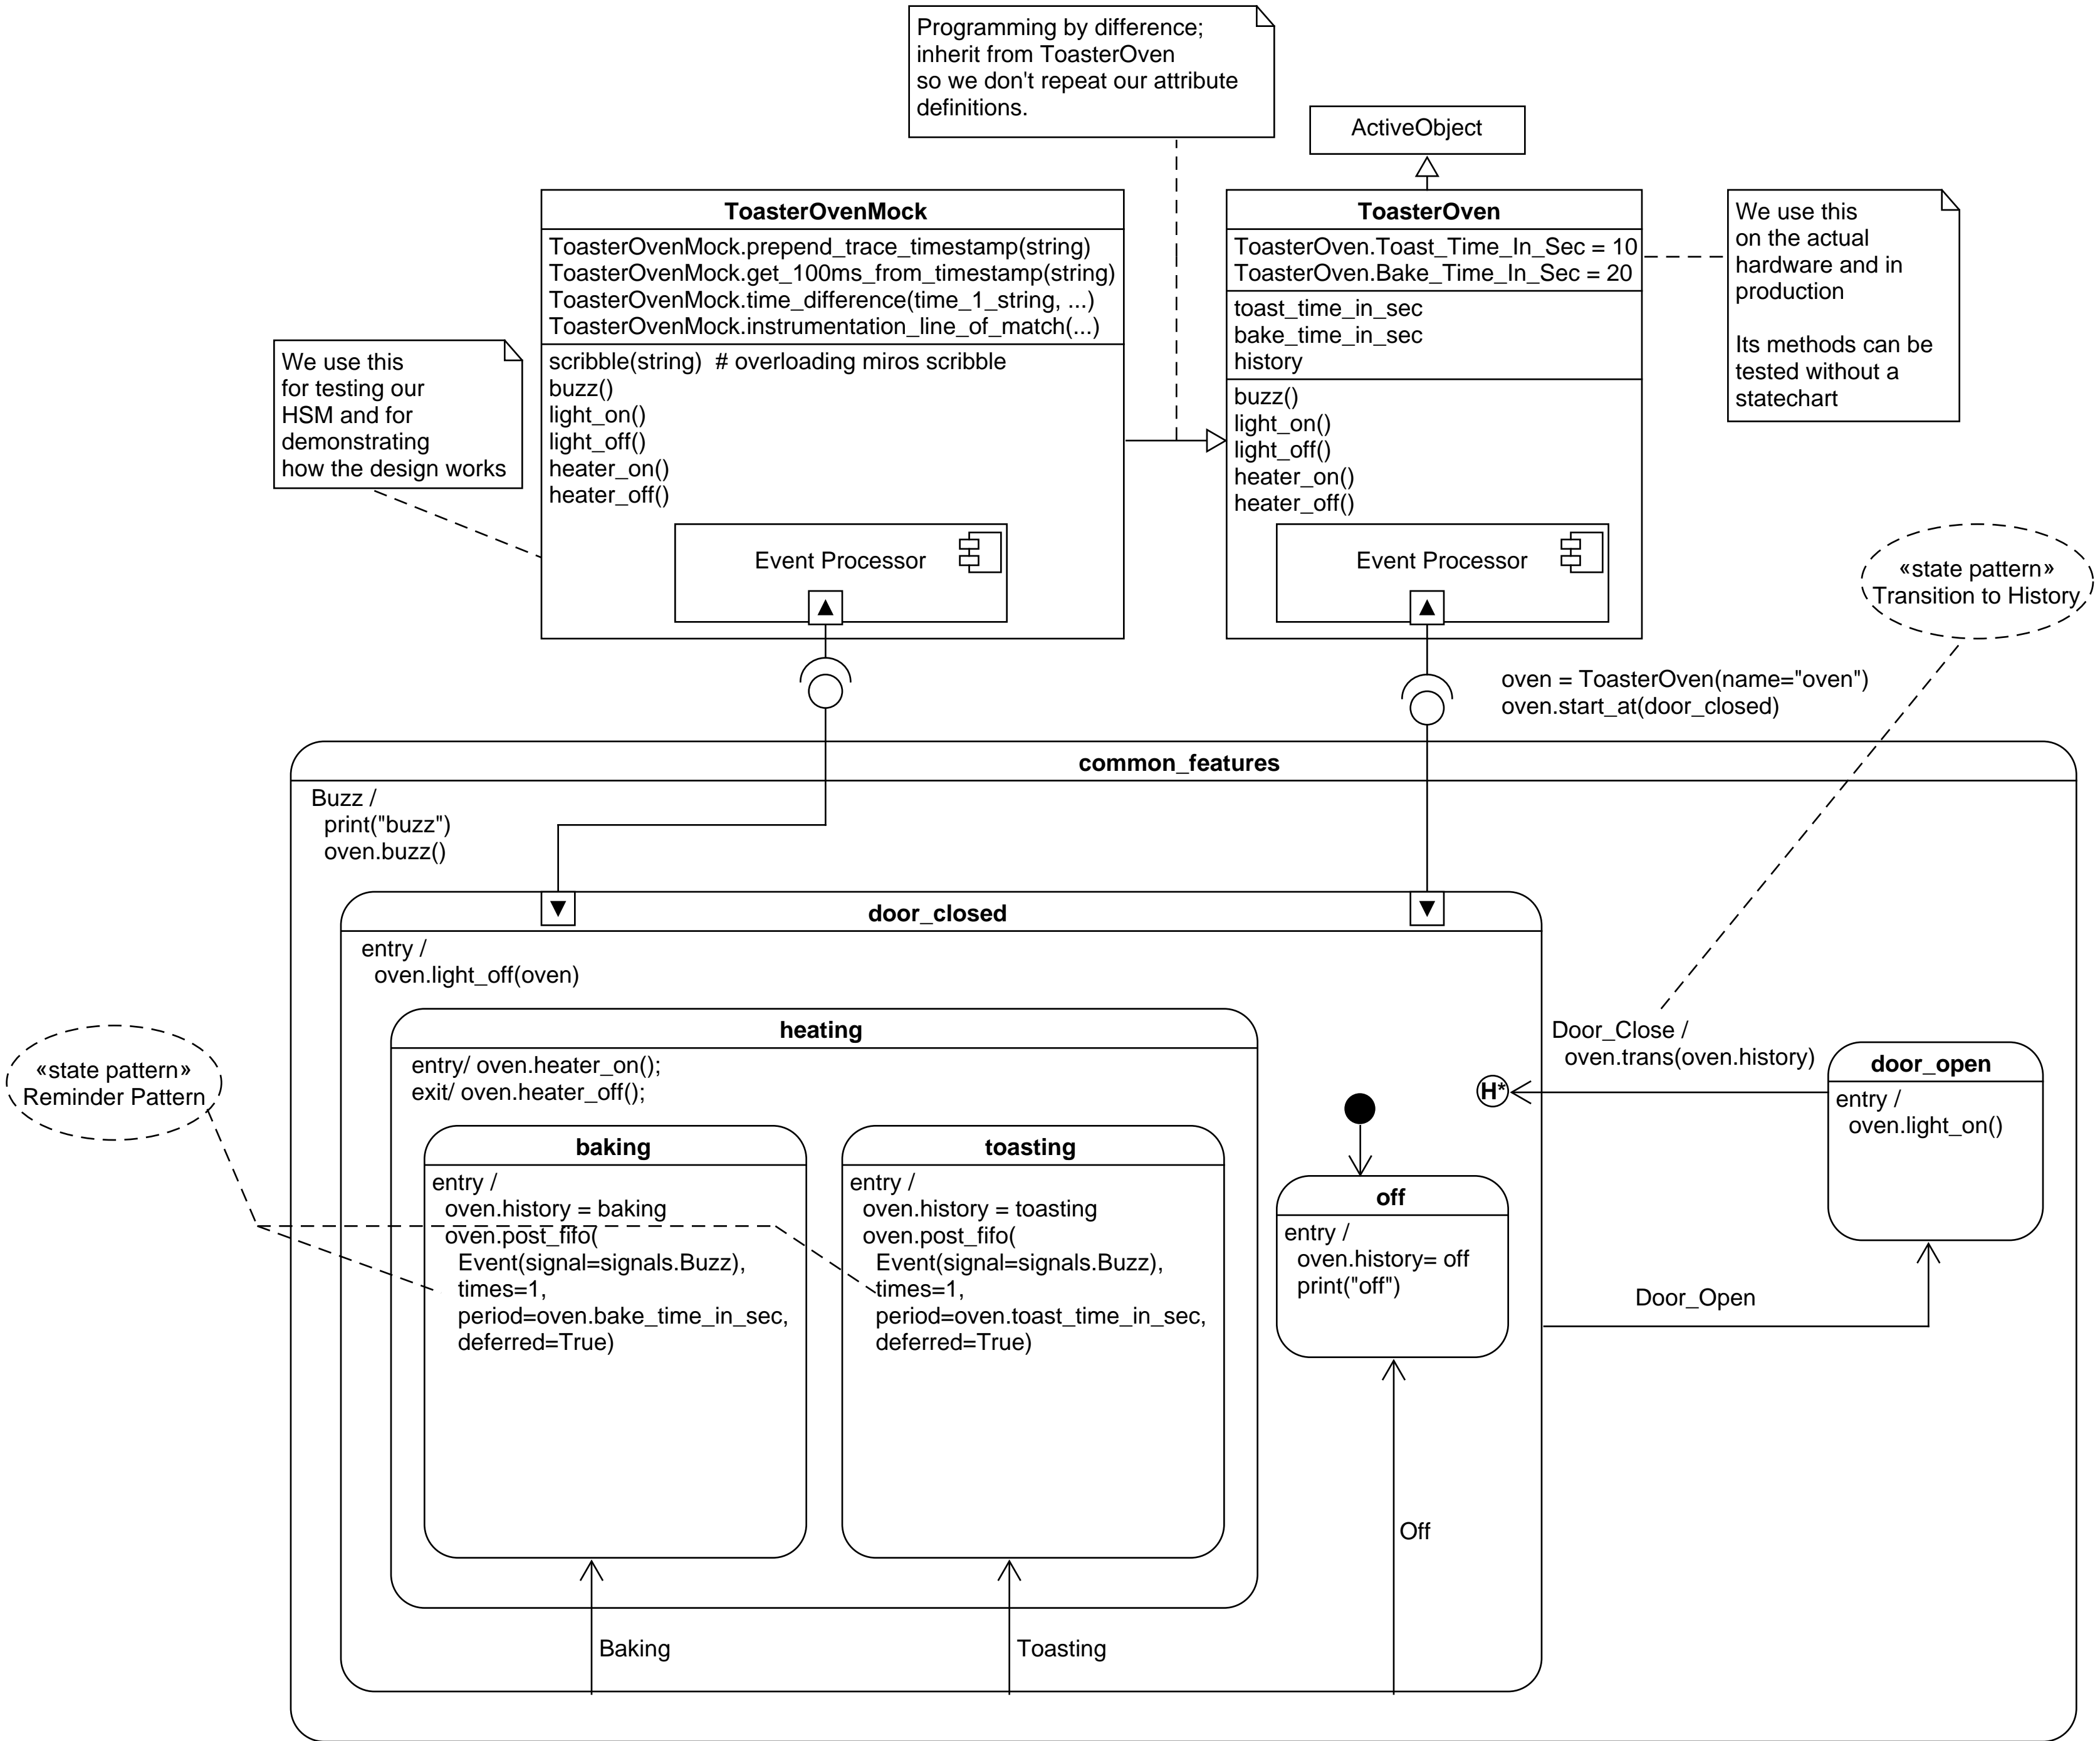 Programming by difference;
inherit from ToasterOven
so we don't repeat our attribute
definitions.
ActiveObject
ToasterOvenMock
ToasterOvenMock.prepend_trace_timestamp(string)
ToasterOvenMock.get_100ms_from_timestamp(string)
ToasterOvenMock.time_difference(time_1_string, ...)
ToasterOvenMock.instrumentation_line_of_match(...)
scribble(string)  # overloading miros scribble
buzz()
light_on()
light_off()
heater_on()
heater_off()
Event Processor
ToasterOven
ToasterOven.Toast_Time_In_Sec = 10
ToasterOven.Bake_Time_In_Sec = 20
toast_time_in_sec
bake_time_in_sec
history
buzz()
light_on()
light_off()
heater_on()
heater_off()
Event Processor
We use this
on the actual
hardware and in
production
Its methods can be
tested without a
statechart
We use this
for testing our
HSM and for
demonstrating
how the design works
«state pattern»
Transition to History
oven = ToasterOven(name="oven")
oven.start_at(door_closed)
common_features
Buzz /
print("buzz")
oven.buzz()
door_closed
entry /
oven.light_off(oven)
heating
entry/ oven.heater_on();
exit/ oven.heater_off();
«state pattern»
Reminder Pattern
baking
entry /
oven.history = baking
oven.post_fifo(
Event(signal=signals.Buzz),
times=1,
period=oven.bake_time_in_sec,
deferred=True)
toasting
entry /
oven.history = toasting
oven.post_fifo(
Event(signal=signals.Buzz),
times=1,
period=oven.toast_time_in_sec,
deferred=True)
off
entry /
oven.history= off
print("off")
H*
Door_Close /
oven.trans(oven.history)
door_open
entry /
oven.light_on()
Door_Open
Off
Baking
Toasting